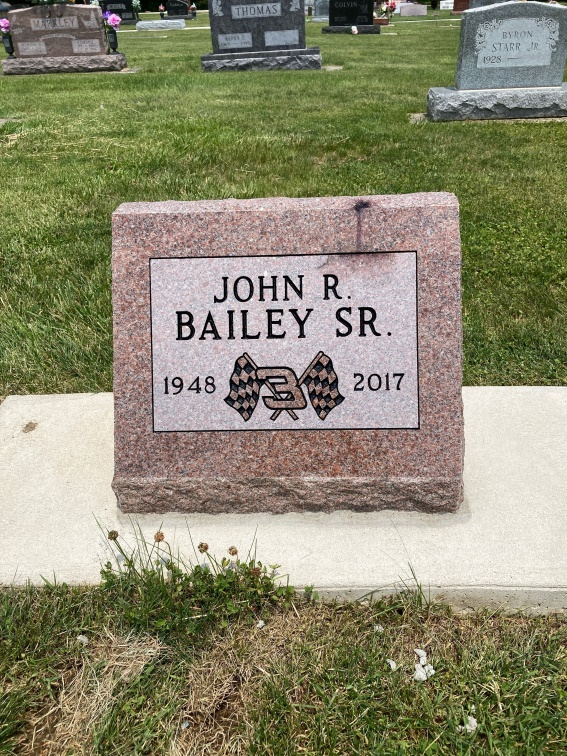 THOMAS
COLVIN
BYRON
STARR JR.
1928
JOHN R.
BAILEY SR.
1948 3 2017